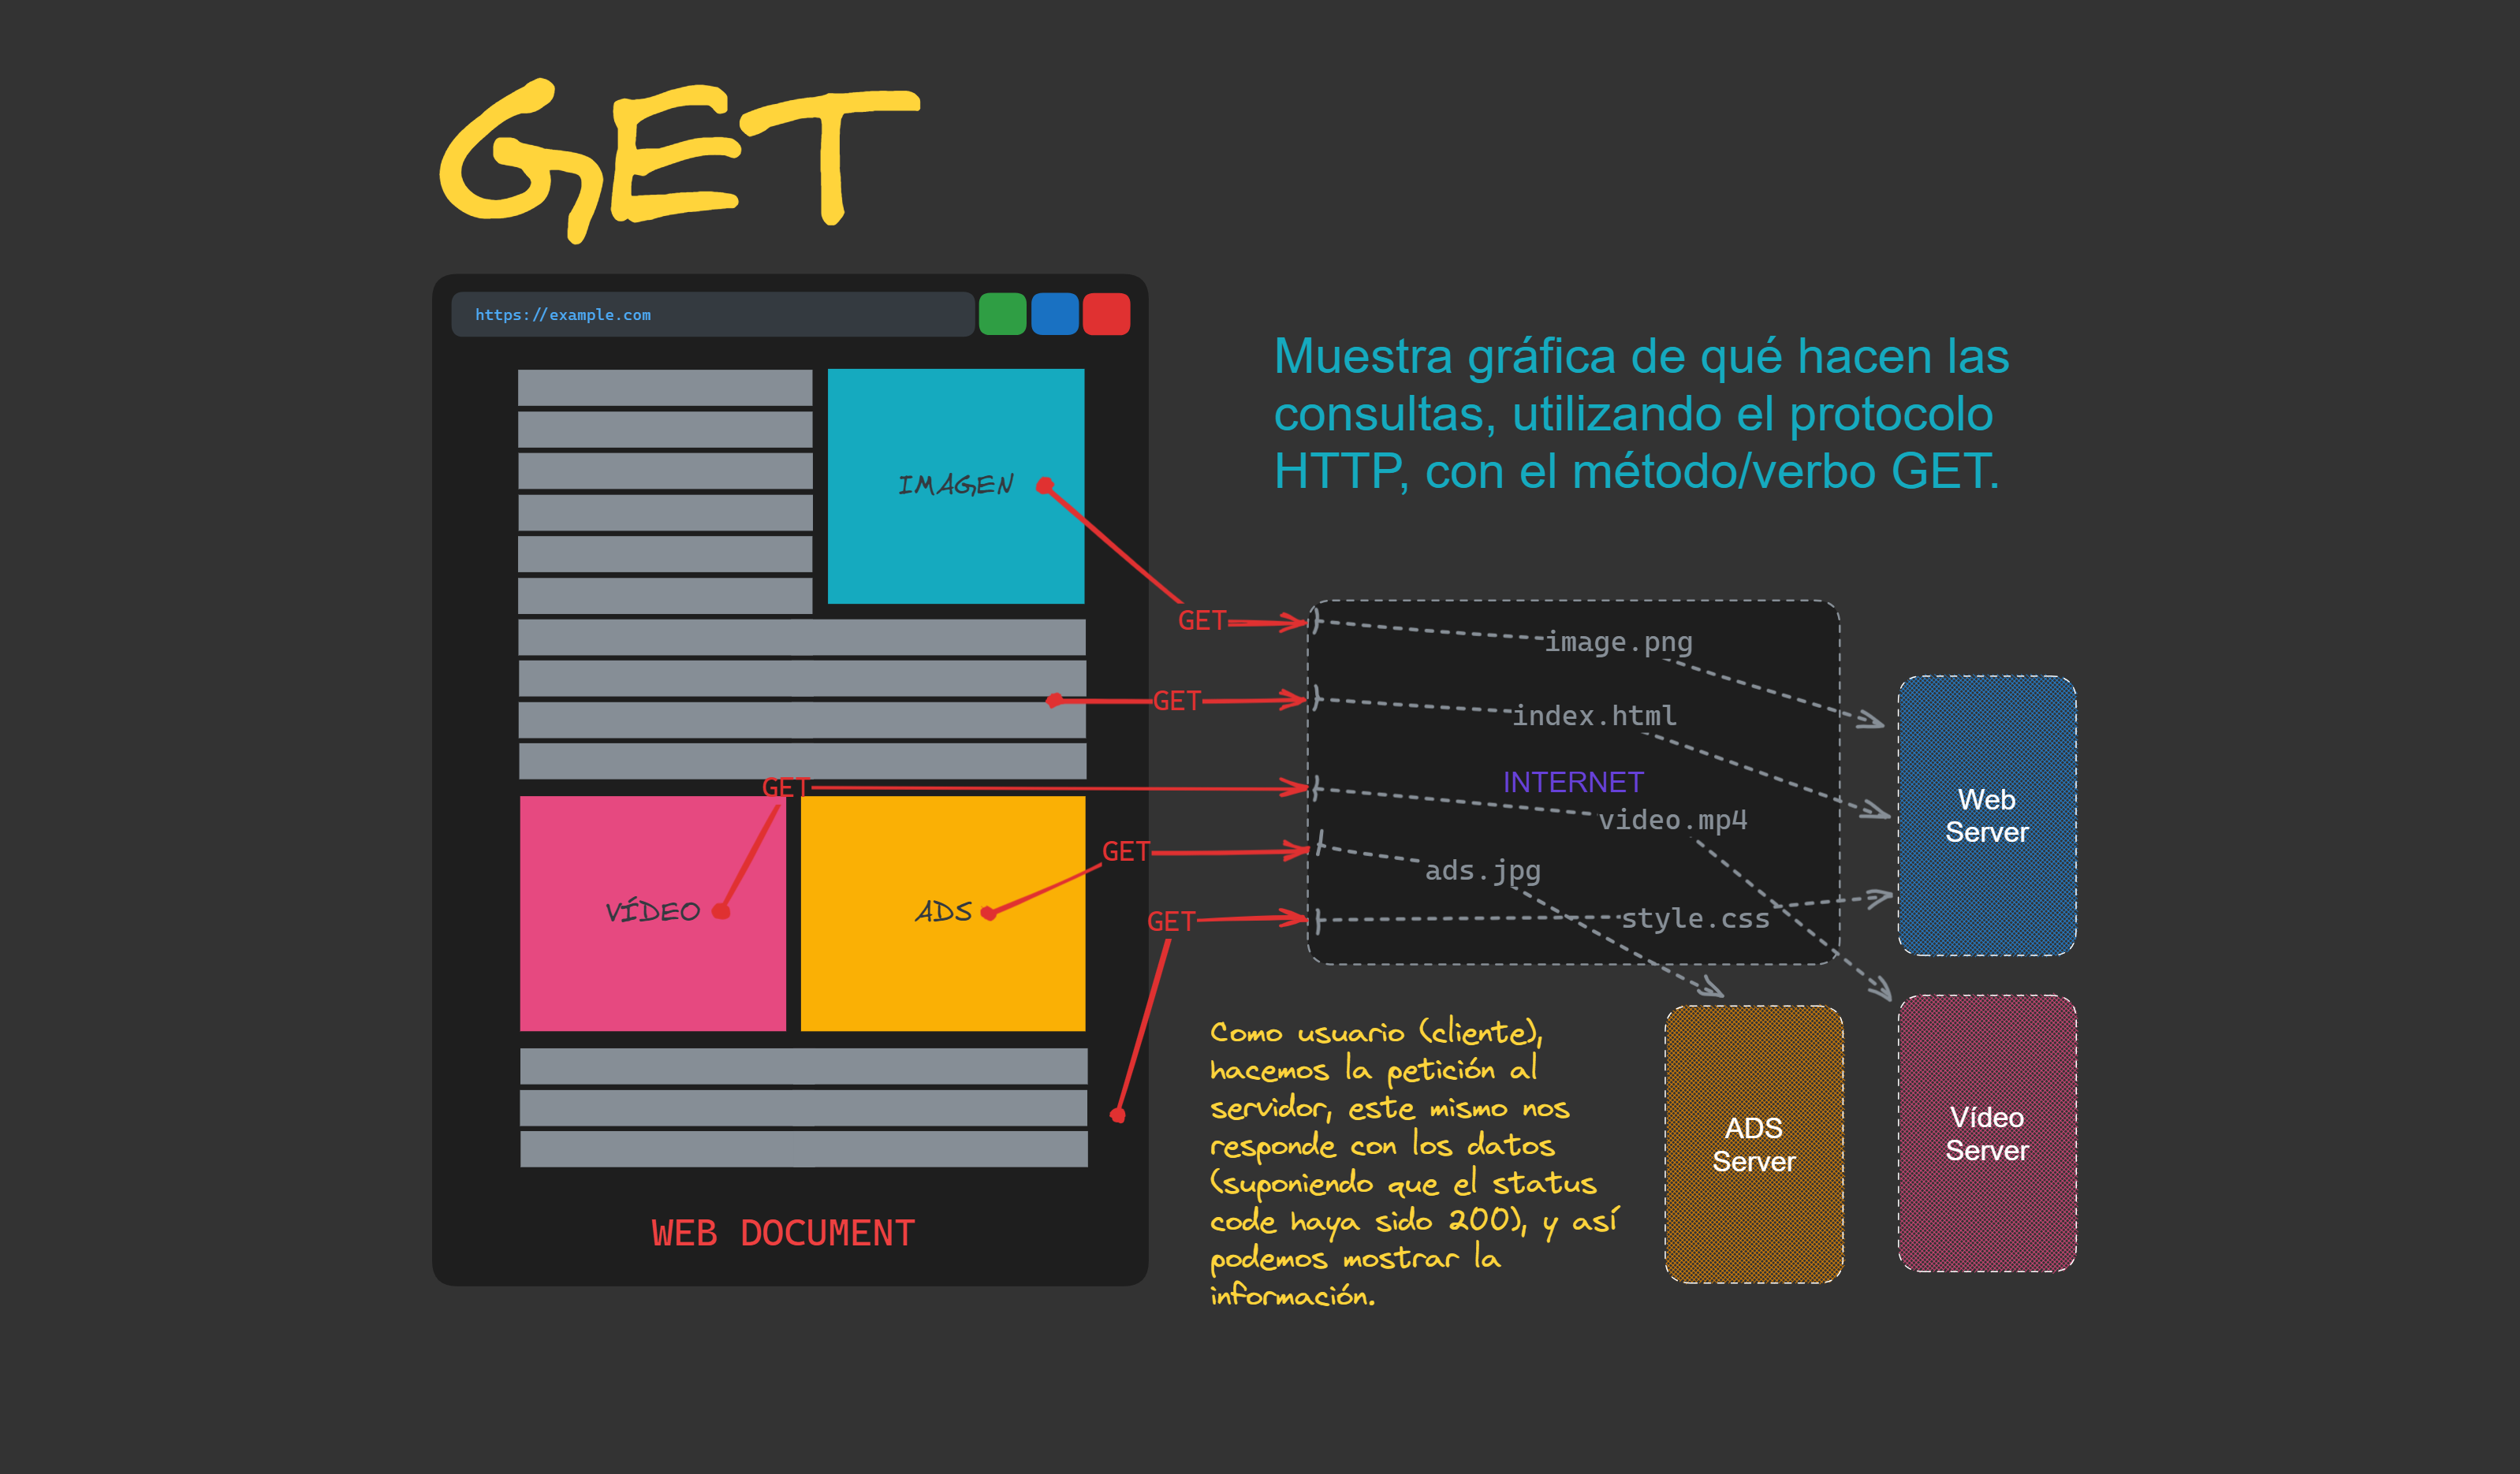 GET
https://example.com
Muestra gráfica de qué hacen las
consultas, utilizando el protocolo
HTTP, con el método/verbo GET.
IMAGEN
GET
image.png
GET
index.html
INTERNET
GET
video.mp4
Web
Server
GET
ads.jpg
VÍDEO
ADS
GET
style.css
Como usuario (cliente),
hacemos la petición al
servidor, este mismo nos
responde con los datos
(suponiendo que el status
code haya sido 200), y así
podemos mostrar la
información.
ADS
Server
Vídeo
Server
WEB DOCUMENT